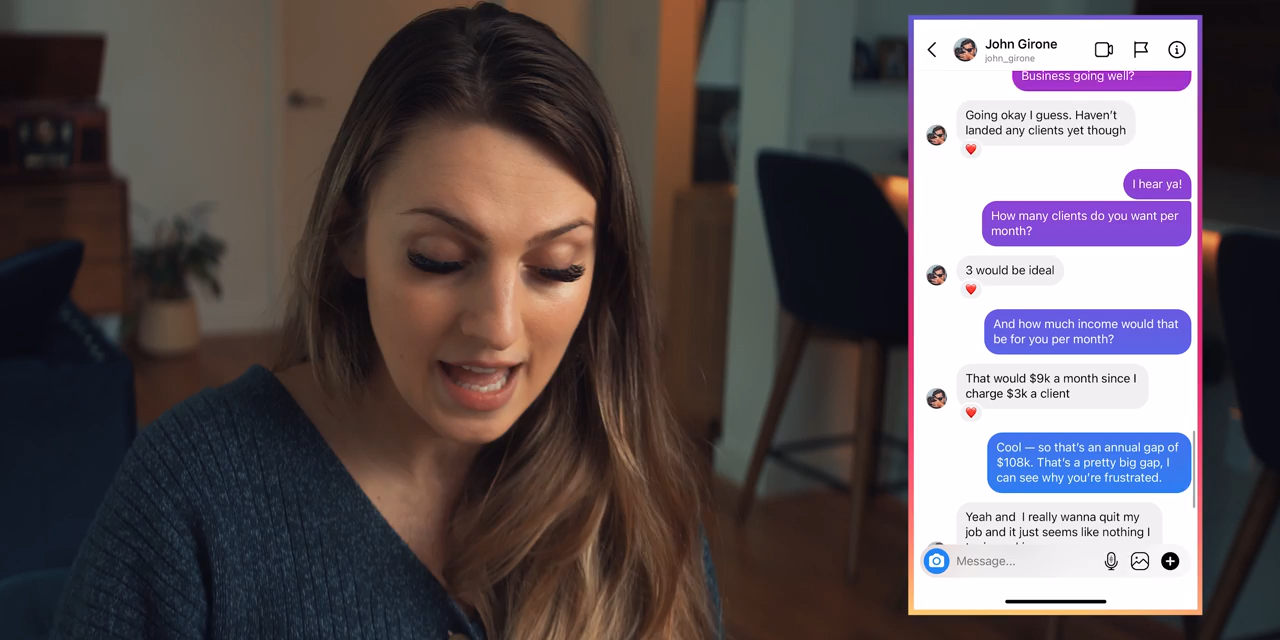 John Girone
john_girone
Business going well?
Going okay I guess. Haven't
landed any clients yet though
I hear ya!
How many clients do you want per
month?
3 would be ideal
And how much income would that
be for you per month?
That would $9k a month since I
charge $3k a client
Cool — so that's an annual gap of
$108k. That's a pretty big gap, I
can see why you're frustrated.
Yeah and I really wanna quit my
job and it just seems like nothing I
Message...